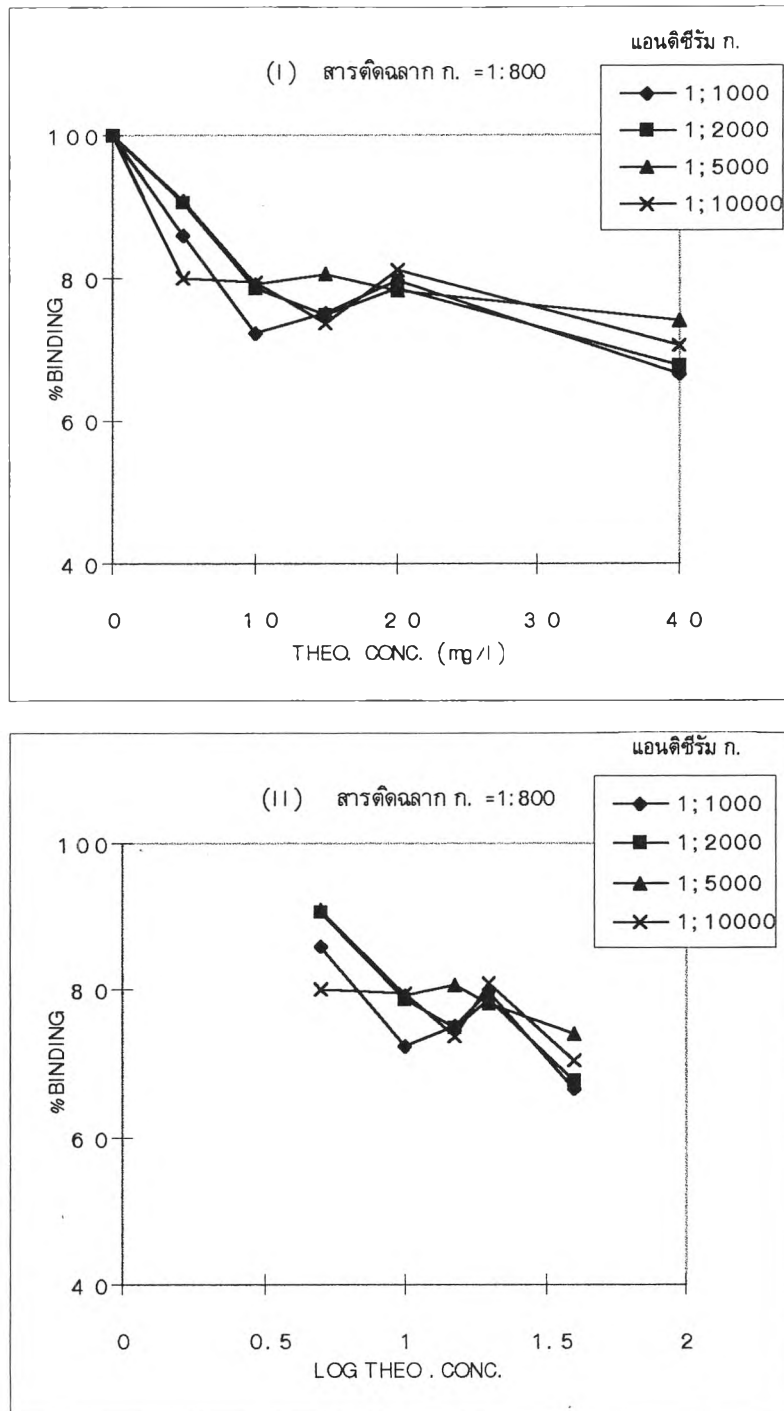 แอนติซีรัม ก.
(I) สารติดฉลาก ก. =1:800
1;1000
1;2000
1;5000
1;10000
100
80
60
40
%BINDING
0 10 20 30 40
THEO. CONC. (mg/l)
แอนติซีรัม ก.
(II) สารติดฉลาก ก. =1:800
1;1000
1;2000
1;5000
1;10000
100
80
60
40
%BINDING
0 0.5 1 1.5 2
LOG THEO. CONC.